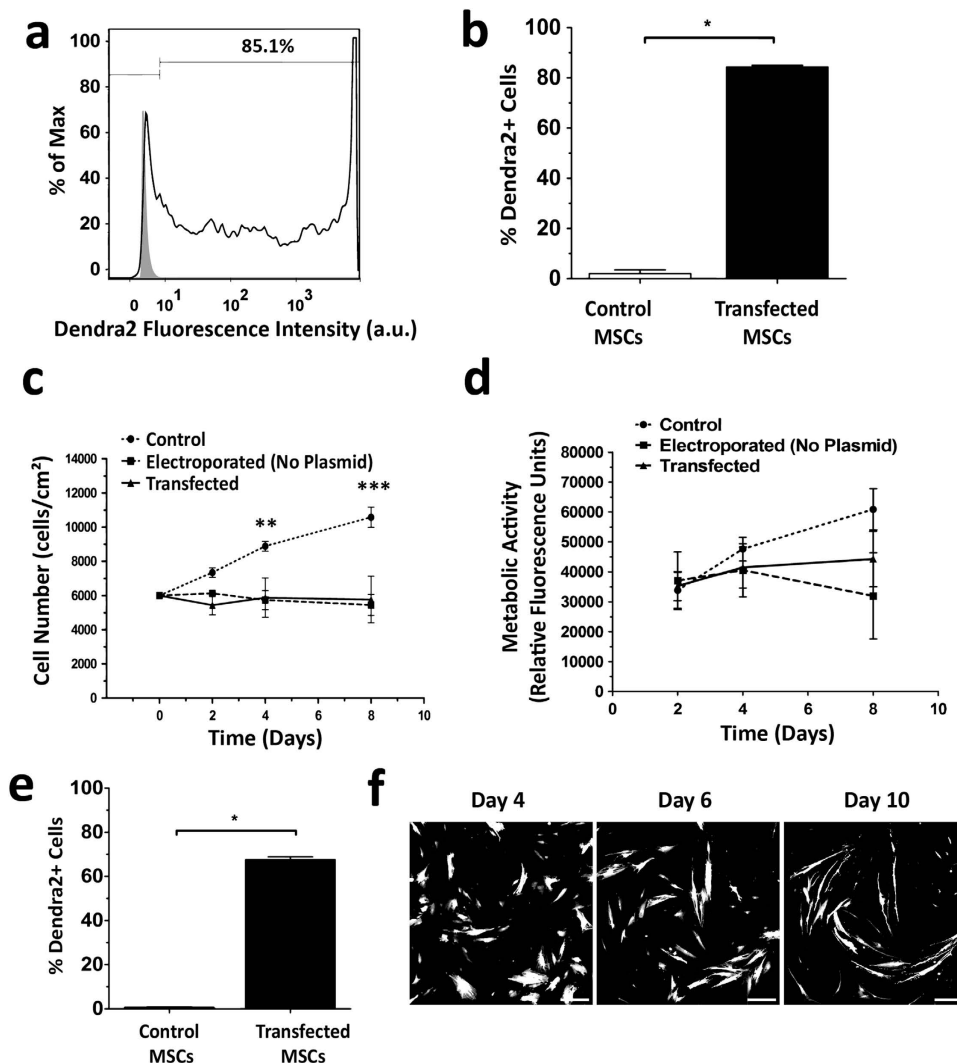 a
85.1%
% of Max
100
80
60
40
20
0
0 10¹ 10² 10³
Dendra2 Fluorescence Intensity (a.u.)
b
*
% Dendra2+ Cells
100
80
60
40
20
0
Control
MSCs
Transfected
MSCs
c
Control
Electroporated (No Plasmid)
Transfected
Cell Number (cells/cm²)
14000
12000
10000
8000
6000
4000
2000
0
**
***
0 2 4 6 8 10
Time (Days)
d
Control
Electroporated (No Plasmid)
Transfected
Metabolic Activity
(Relative Fluorescence Units)
80000
70000
60000
50000
40000
30000
20000
10000
0
0 2 4 6 8 10
Time (Days)
e
*
% Dendra2+ Cells
100
80
60
40
20
0
Control
MSCs
Transfected
MSCs
f
Day 4 Day 6 Day 10